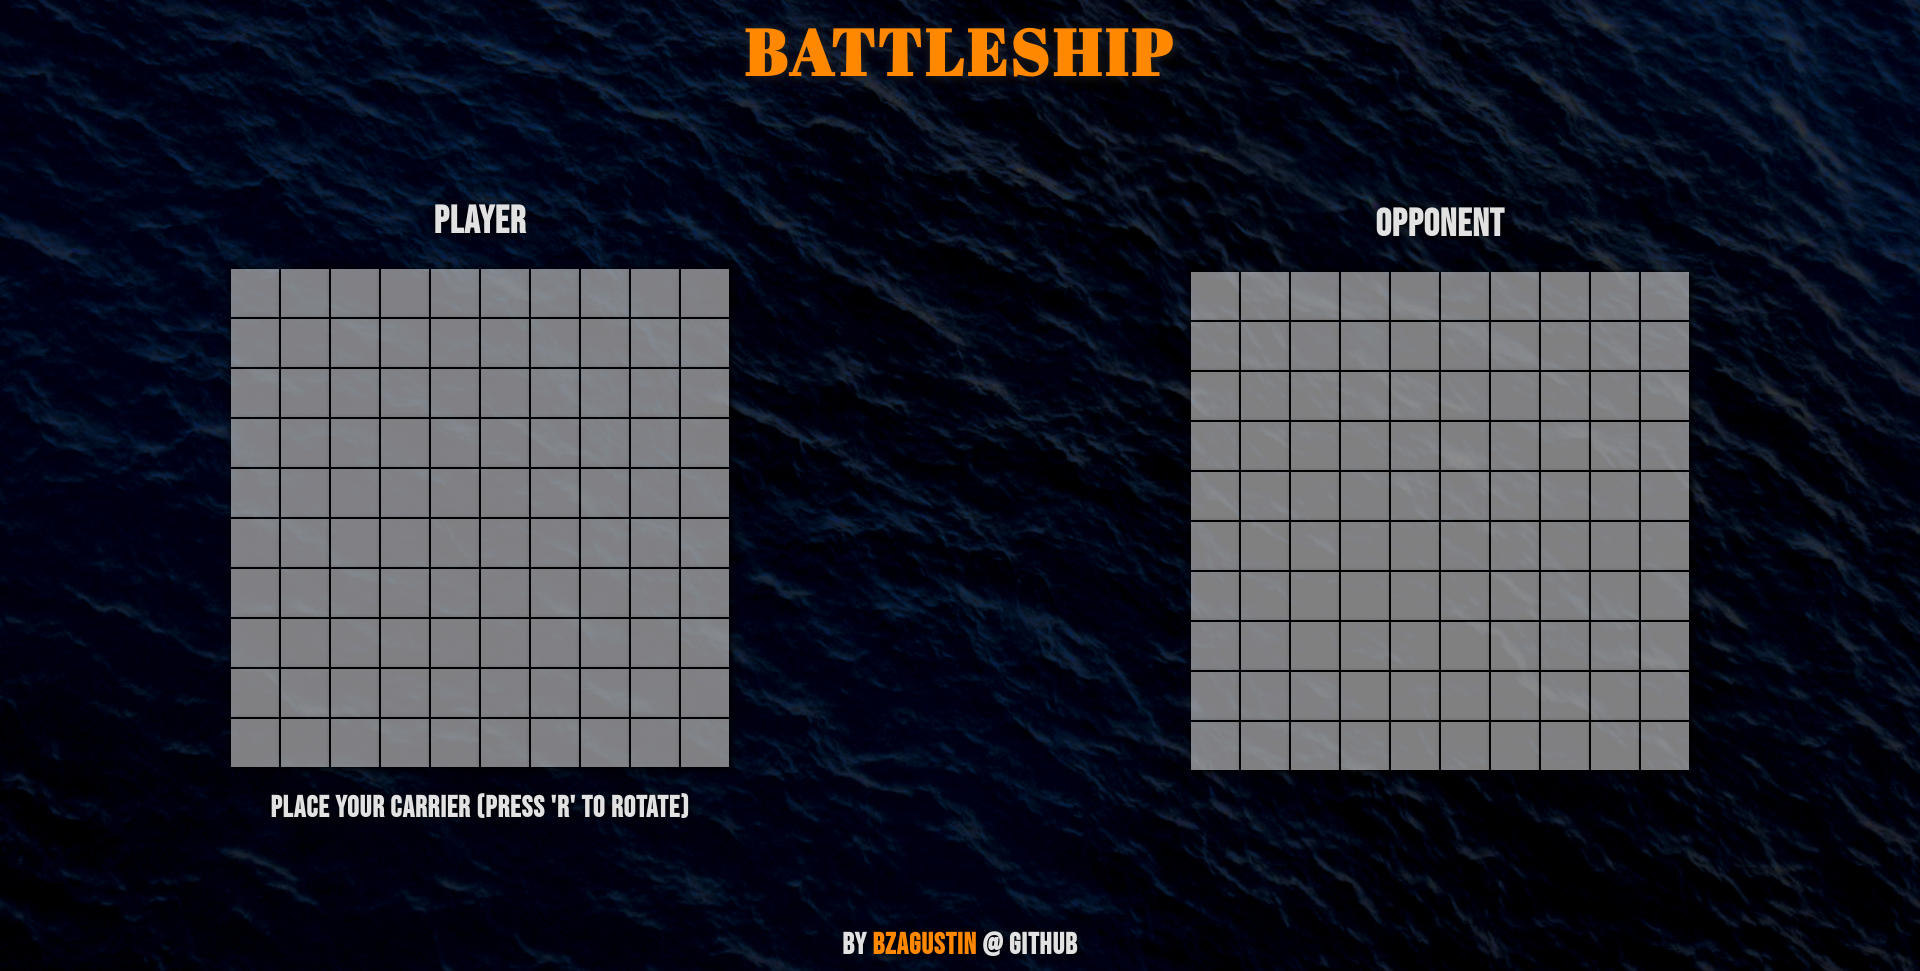 BATTLESHIP
PLAYER
OPPONENT
PLACE YOUR CARRIER (PRESS 'R' TO ROTATE)
BY BZAGUSTIN @ GITHUB